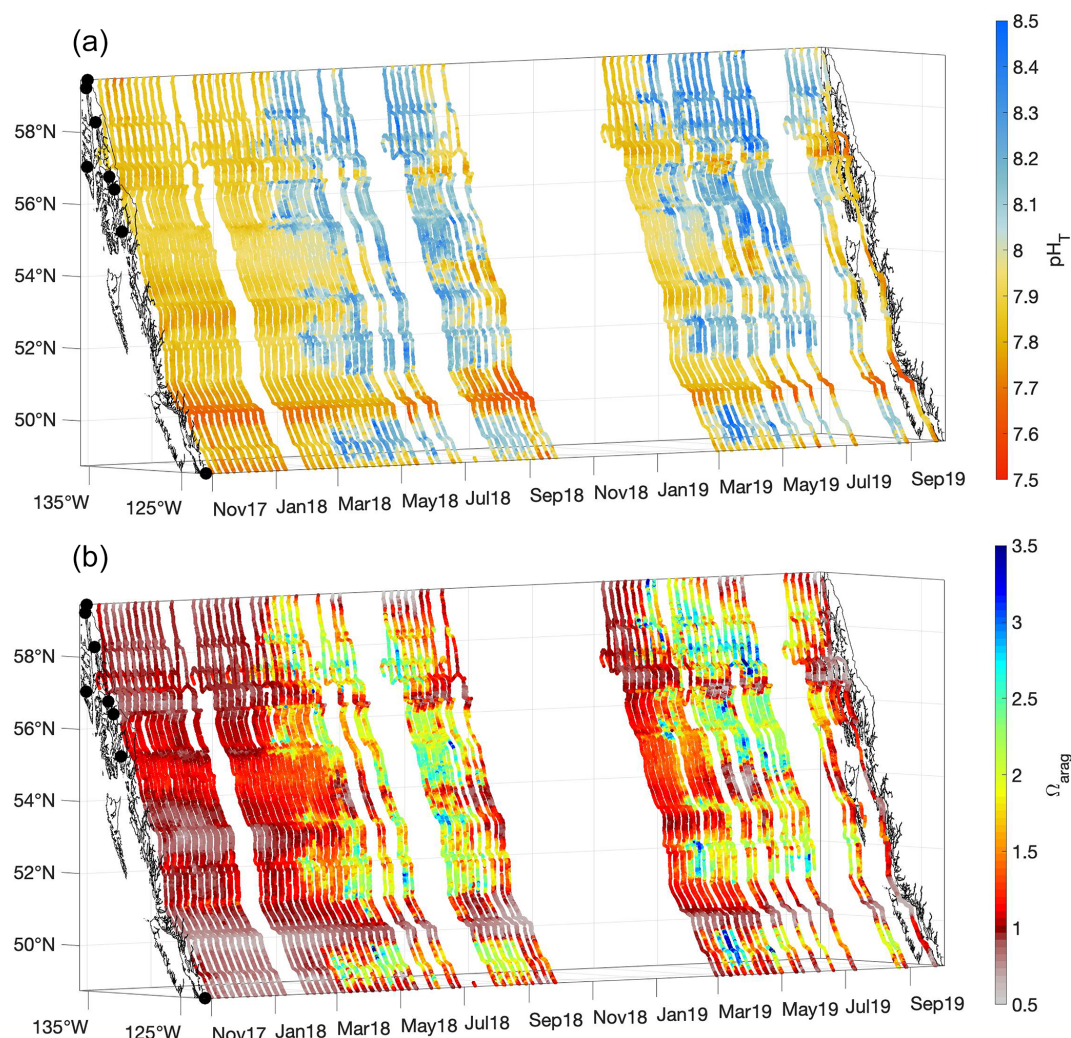 (a)
58°N
56°N
54°N
52°N
50°N
135°W
125°W
Nov17
Jan18
Mar18
May18
Jul18
Sep18
Nov18
Jan19
Mar19
May19
Jul19
Sep19
8.5
8.4
8.3
8.2
8.1
8
7.9
7.8
7.7
7.6
7.5
pH_T
(b)
58°N
56°N
54°N
52°N
50°N
135°W
125°W
Nov17
Jan18
Mar18
May18
Jul18
Sep18
Nov18
Jan19
Mar19
May19
Jul19
Sep19
3.5
3
2.5
2
1.5
1
0.5
Ω_arag